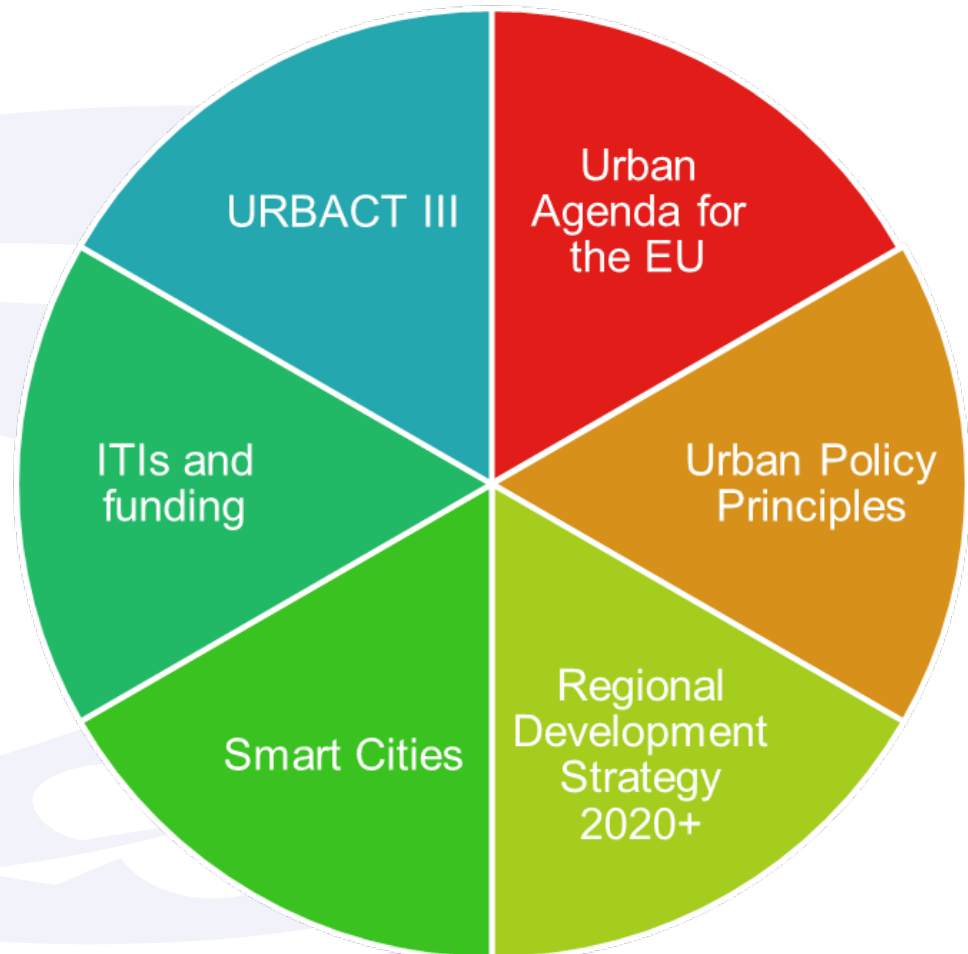 Urban
Agenda for
the EU
Urban Policy
Principles
Regional
Development
Strategy
2020+
Smart Cities
ITIs and
funding
URBACT III